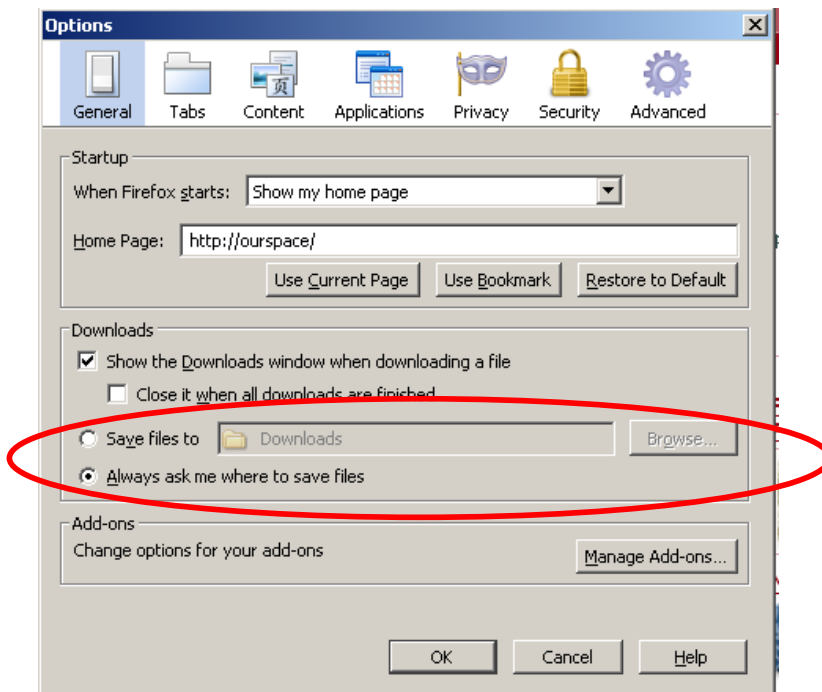 Options
页
General Tabs Content Applications Privacy Security Advanced
Startup
When Firefox starts: Show my home page
Home Page: http://ourspace/
Use Current Page Use Bookmark Restore to Default
Downloads
Show the Downloads window when downloading a file
Close it when all downloads are finished
Save files to Downloads Browse...
Always ask me where to save files
Add-ons
Change options for your add-ons Manage Add-ons...
OK Cancel Help